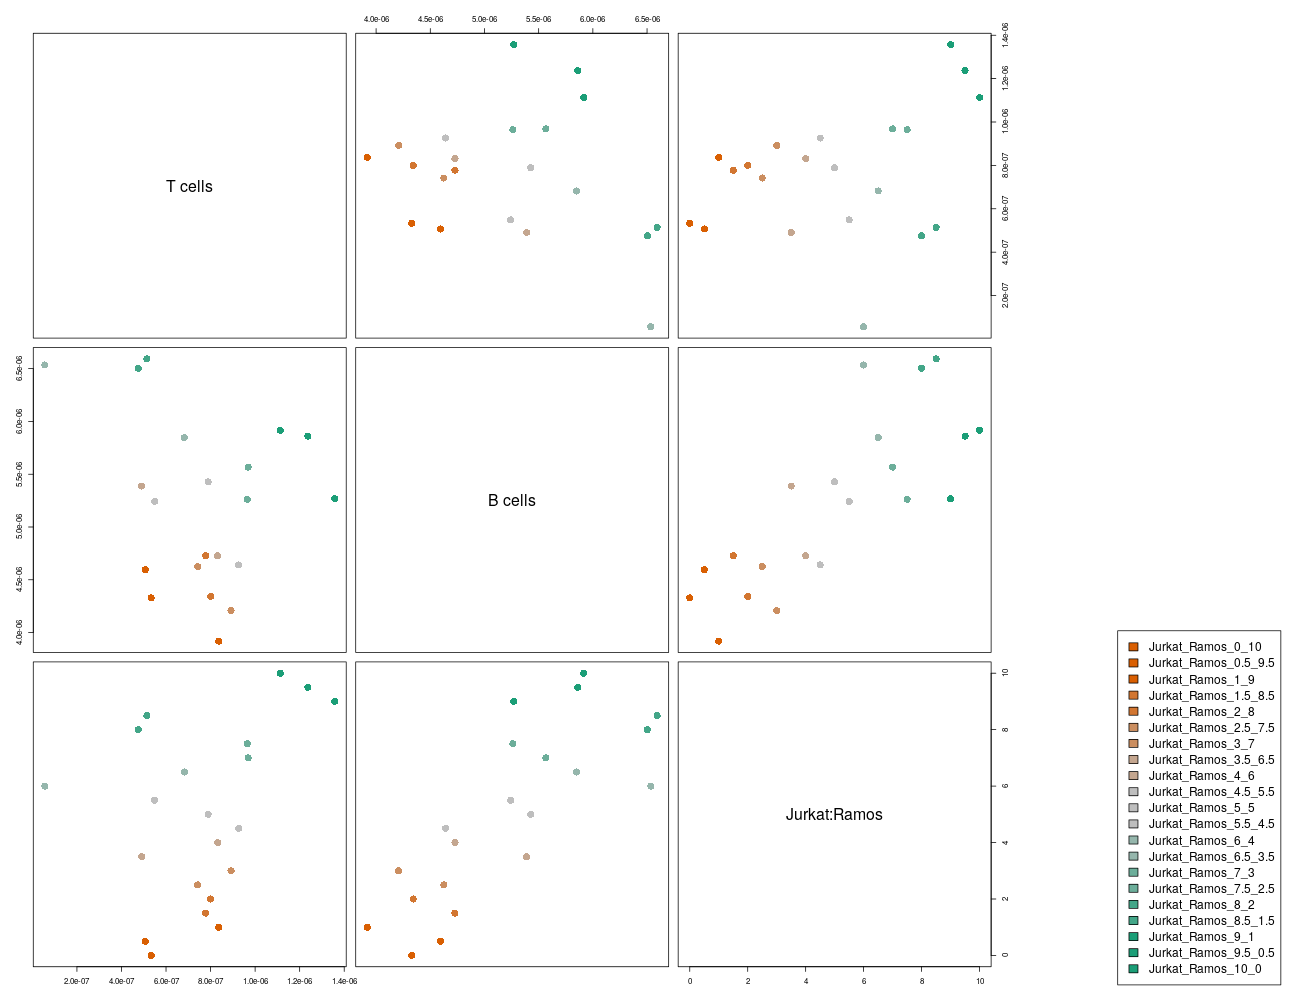 4.0e-06 4.5e-06 5.0e-06 5.5e-06 6.0e-06 6.5e-06
T cells
2.0e-07 4.0e-07 6.0e-07 8.0e-07 1.0e-06 1.2e-06 1.4e-06
4.0e-06 4.5e-06 5.0e-06 5.5e-06 6.0e-06 6.5e-06
B cells
Jurkat:Ramos
0 2 4 6 8 10
2.0e-07 4.0e-07 6.0e-07 8.0e-07 1.0e-06 1.2e-06 1.4e-06
0 2 4 6 8 10
Jurkat_Ramos_0_10
Jurkat_Ramos_0.5_9.5
Jurkat_Ramos_1_9
Jurkat_Ramos_1.5_8.5
Jurkat_Ramos_2_8
Jurkat_Ramos_2.5_7.5
Jurkat_Ramos_3_7
Jurkat_Ramos_3.5_6.5
Jurkat_Ramos_4_6
Jurkat_Ramos_4.5_5.5
Jurkat_Ramos_5_5
Jurkat_Ramos_5.5_4.5
Jurkat_Ramos_6_4
Jurkat_Ramos_6.5_3.5
Jurkat_Ramos_7_3
Jurkat_Ramos_7.5_2.5
Jurkat_Ramos_8_2
Jurkat_Ramos_8.5_1.5
Jurkat_Ramos_9_1
Jurkat_Ramos_9.5_0.5
Jurkat_Ramos_10_0